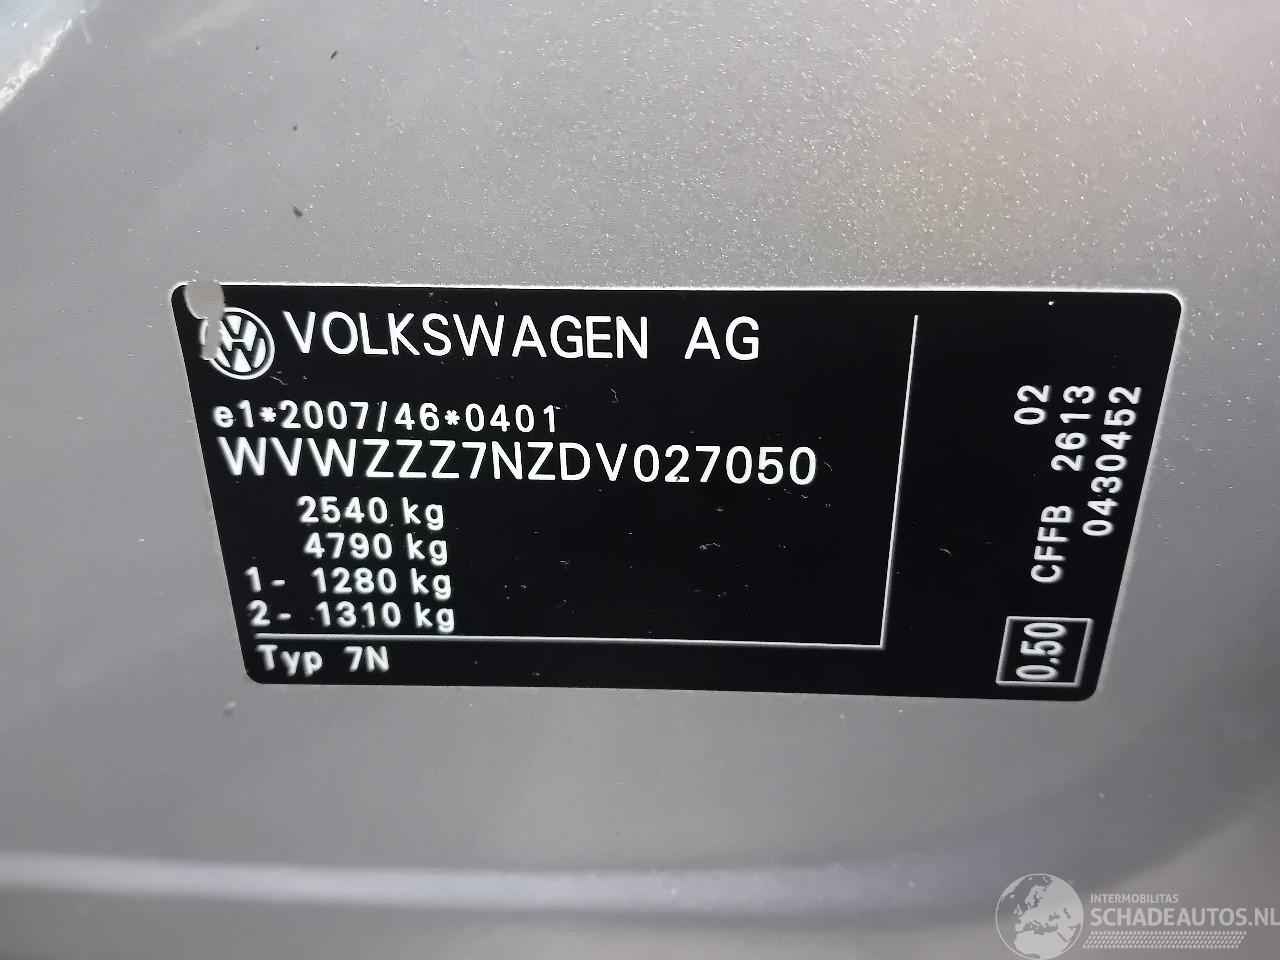 VOLKSWAGEN AG
e1*2007/46*0401
WVWZZZ7NZDV027050
2540 kg
4790 kg
1- 1280 kg
2- 1310 kg
Typ 7N
02
CFFB 2613
0430452
0.50
INTERMOBILITAS
SCHADEAUTOS.NL